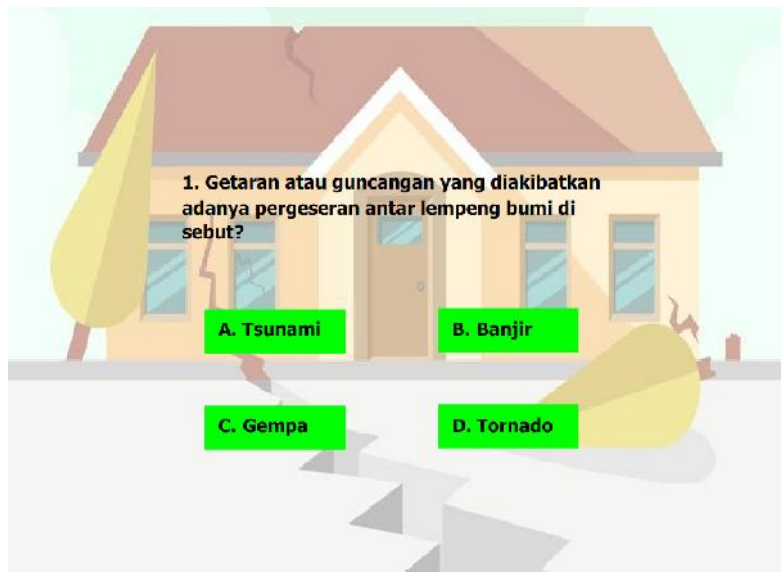 1. Getaran atau guncangan yang diakibatkan
adanya pergeseran antar lempeng bumi di
sebut?
A. Tsunami
B. Banjir
C. Gempa
D. Tornado